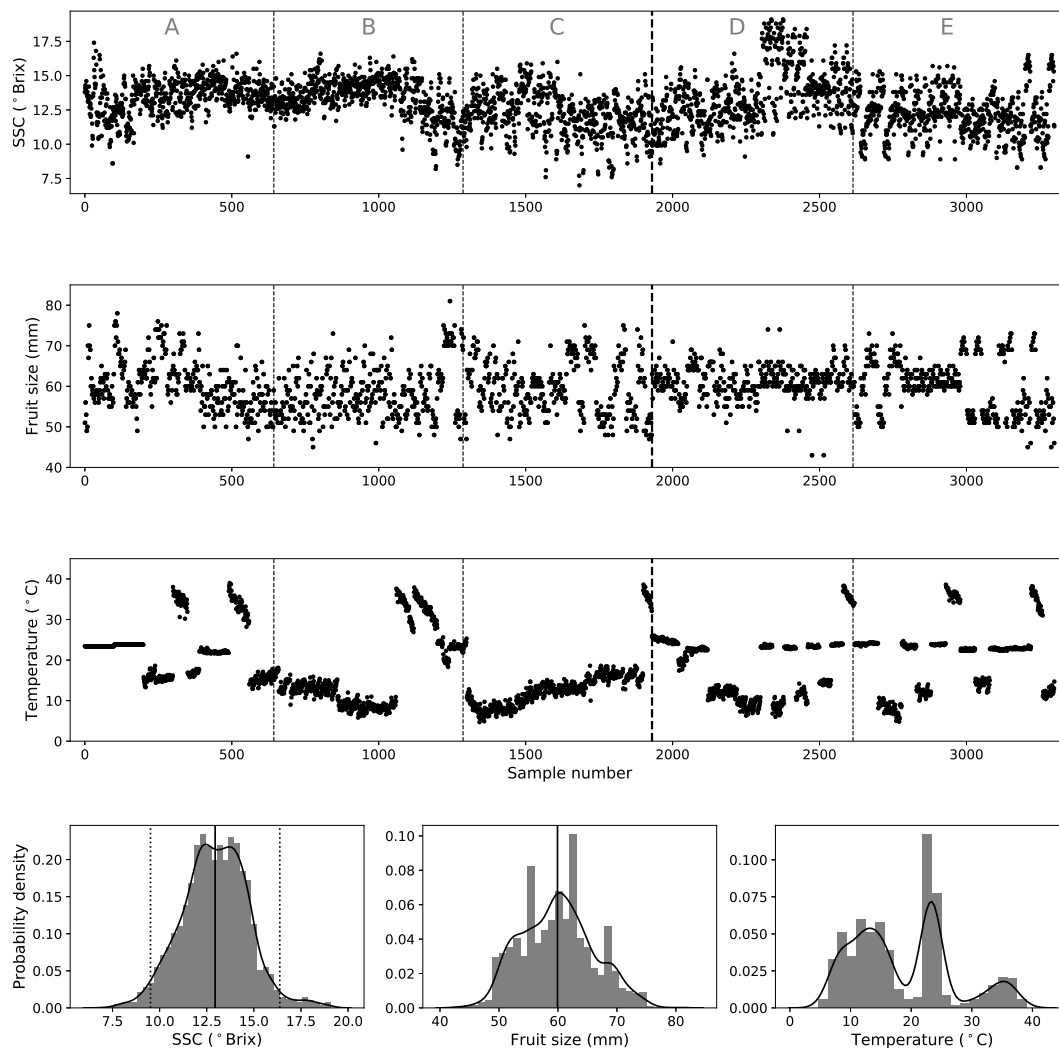 A B C D E
SSC (°Brix)
17.5
15.0
12.5
10.0
7.5
0 500 1000 1500 2000 2500 3000
Fruit size (mm)
80
70
60
50
40
0 500 1000 1500 2000 2500 3000
Temperature (°C)
40
30
20
10
0
0 500 1000 1500 2000 2500 3000
Sample number
Probability density
0.20
0.15
0.10
0.05
0.00
7.5 10.0 12.5 15.0 17.5 20.0
SSC (°Brix)
0.10
0.08
0.06
0.04
0.02
0.00
40 50 60 70 80
Fruit size (mm)
0.100
0.075
0.050
0.025
0.000
0 10 20 30 40
Temperature (°C)